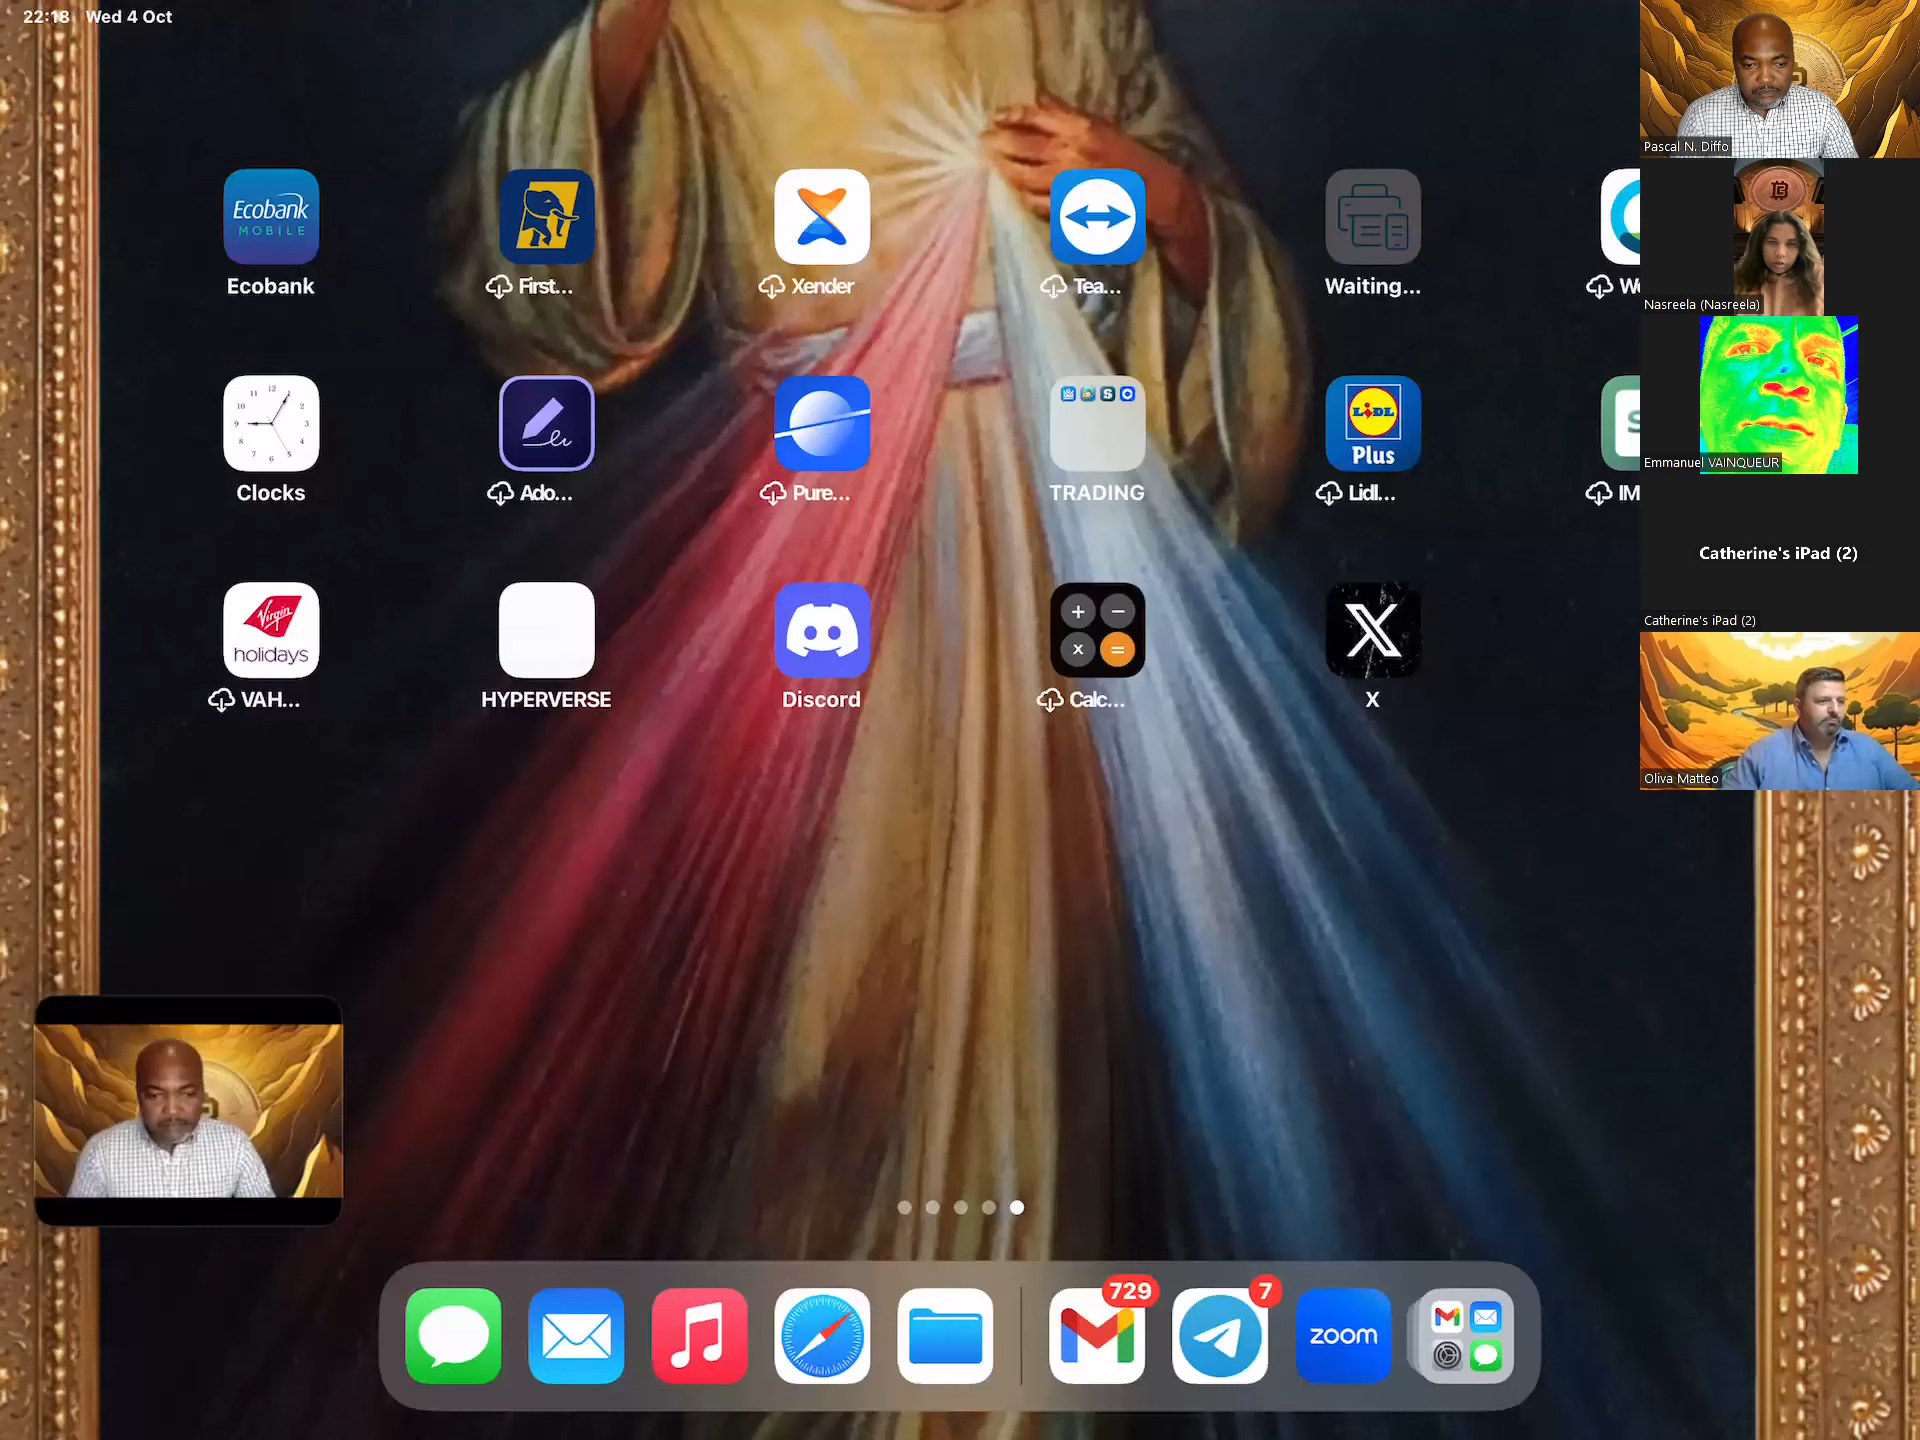 22:18 Wed 4 Oct
Ecobank
MOBILE
Ecobank
First...
Xender
Tea...
Waiting...
Clocks
Ado...
Pure...
TRADING
LIDL
Plus
Lidl...
IM
Virgin
holidays
VAH...
HYPERVERSE
Discord
Calc...
X
729
7
zoom
Pascal N. Diffo
Nasreela (Nasreela)
Emmanuel VAINQUEUR
Catherine's iPad (2)
Catherine's iPad (2)
Oliva Matteo